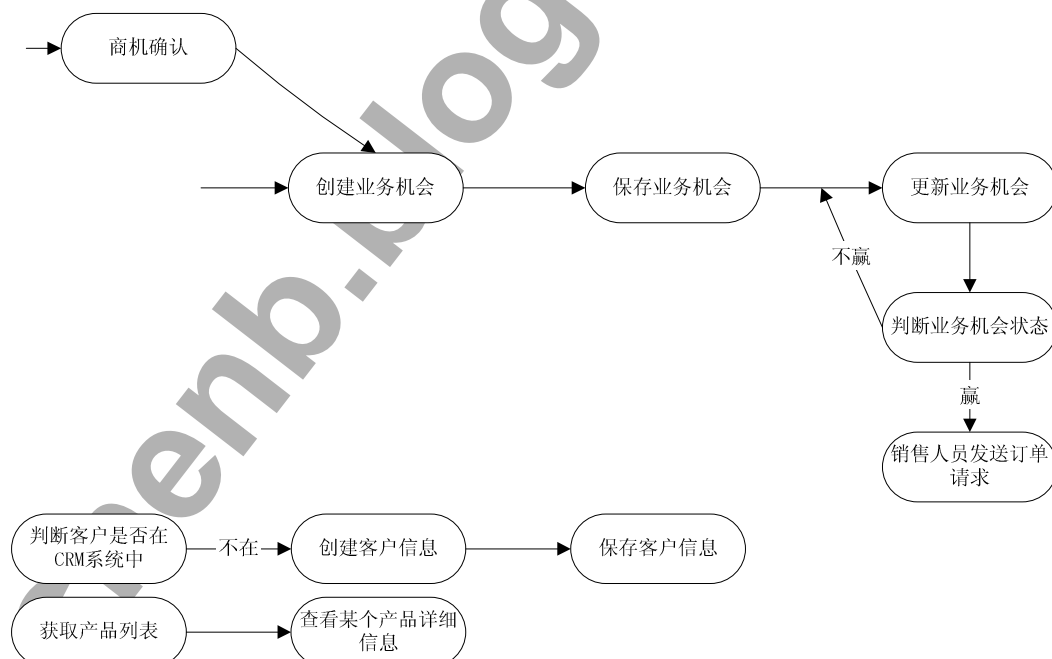 商机确认
创建业务机会
保存业务机会
更新业务机会
不赢
判断业务机会状态
赢
销售人员发送订单
请求
判断客户是否在
CRM系统中
不在
创建客户信息
保存客户信息
获取产品列表
查看某个产品详细
信息
enb.blog